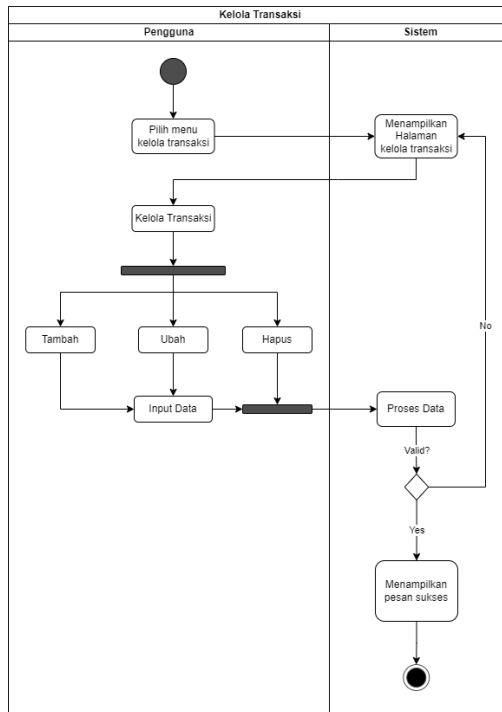 Kelola Transaksi
Pengguna
Sistem
Pilih menu
kelola transaksi
Menampilkan
Halaman
kelola transaksi
Kelola Transaksi
Tambah
Ubah
Hapus
No
Input Data
Proses Data
Valid?
Yes
Menampilkan
pesan sukses